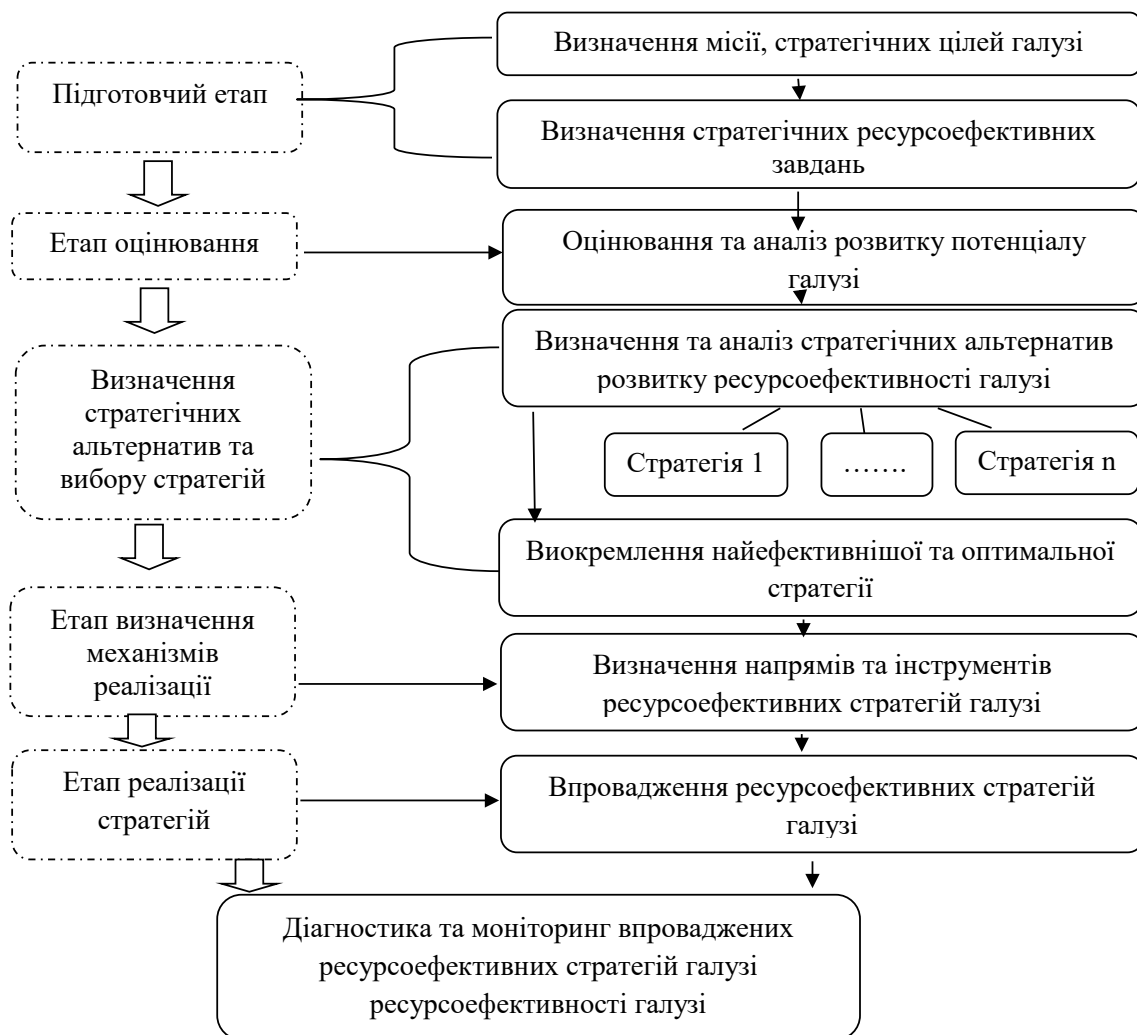 Визначення місії, стратегічних цілей галузі
Підготовчий етап
Визначення стратегічних ресурсоефективних
завдань
Етап оцінювання
Оцінювання та аналіз розвитку потенціалу
галузі
Визначення
стратегічних
альтернатив та
вибору стратегій
Визначення та аналіз стратегічних альтернатив
розвитку ресурсоефективності галузі
Стратегія 1
…….
Стратегія n
Виокремлення найефективнішої та оптимальної
стратегії
Етап визначення
механізмів
реалізації
Визначення напрямів та інструментів
ресурсоефективних стратегій галузі
Етап реалізації
стратегій
Впровадження ресурсоефективних стратегій
галузі
Діагностика та моніторинг впроваджених
ресурсоефективних стратегій галузі
ресурсоефективності галузі